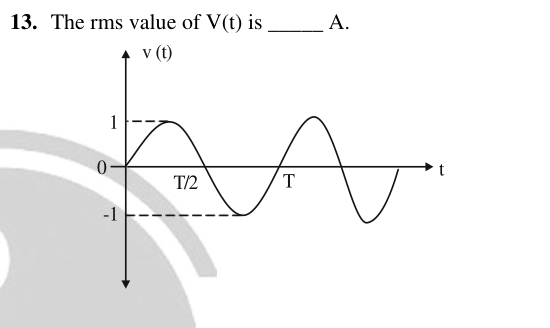 13. The rms value of V(t) is _____ A.
v (t)
1
0
t
T/2
T
-1